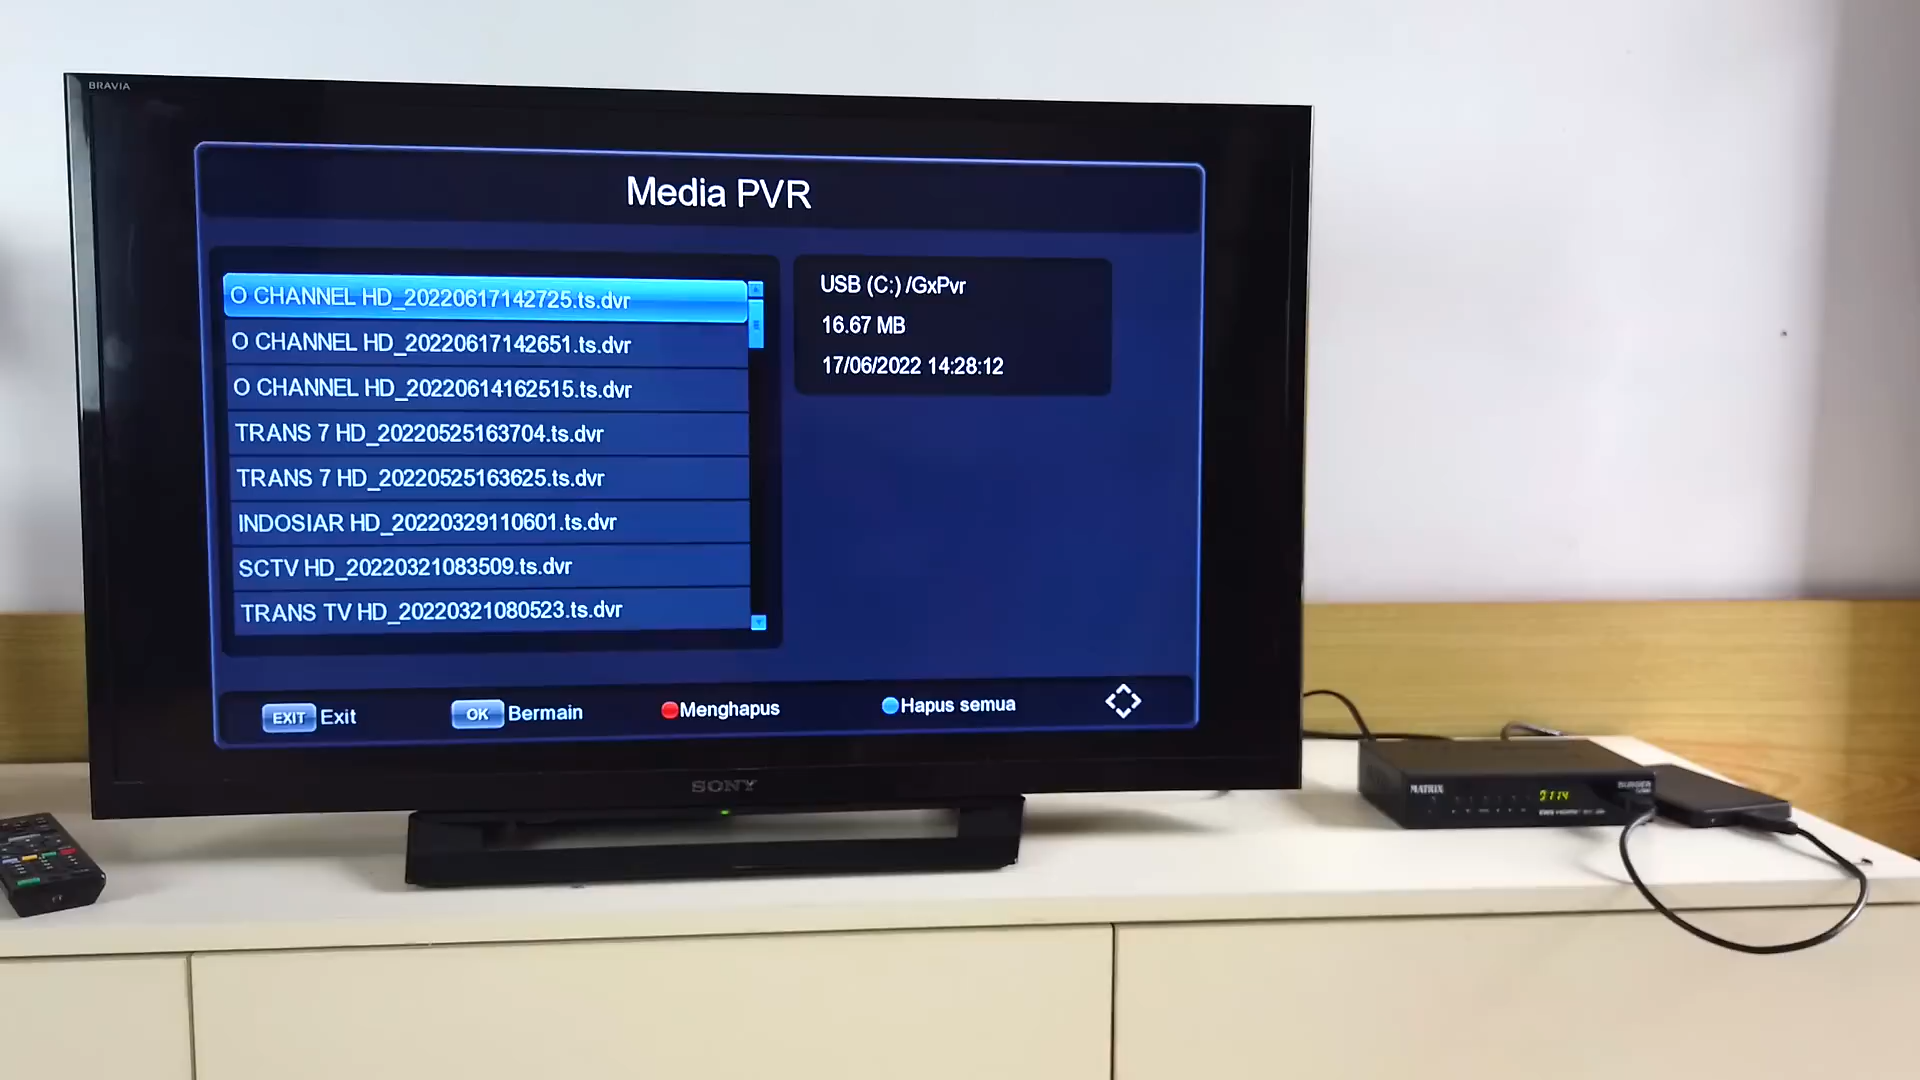 BRAVIA
Media PVR
O CHANNEL HD_20220617142725.ts.dvr
O CHANNEL HD_20220617142651.ts.dvr
O CHANNEL HD_20220614162515.ts.dvr
TRANS 7 HD_20220525163704.ts.dvr
TRANS 7 HD_20220525163625.ts.dvr
INDOSIAR HD_20220329110601.ts.dvr
SCTV HD_20220321083509.ts.dvr
TRANS TV HD_20220321080523.ts.dvr
USB (C:) /GxPvr
16.67 MB
17/06/2022 14:28:12
EXIT Exit
OK Bermain
Menghapus
Hapus semua
SONY
MATRIX